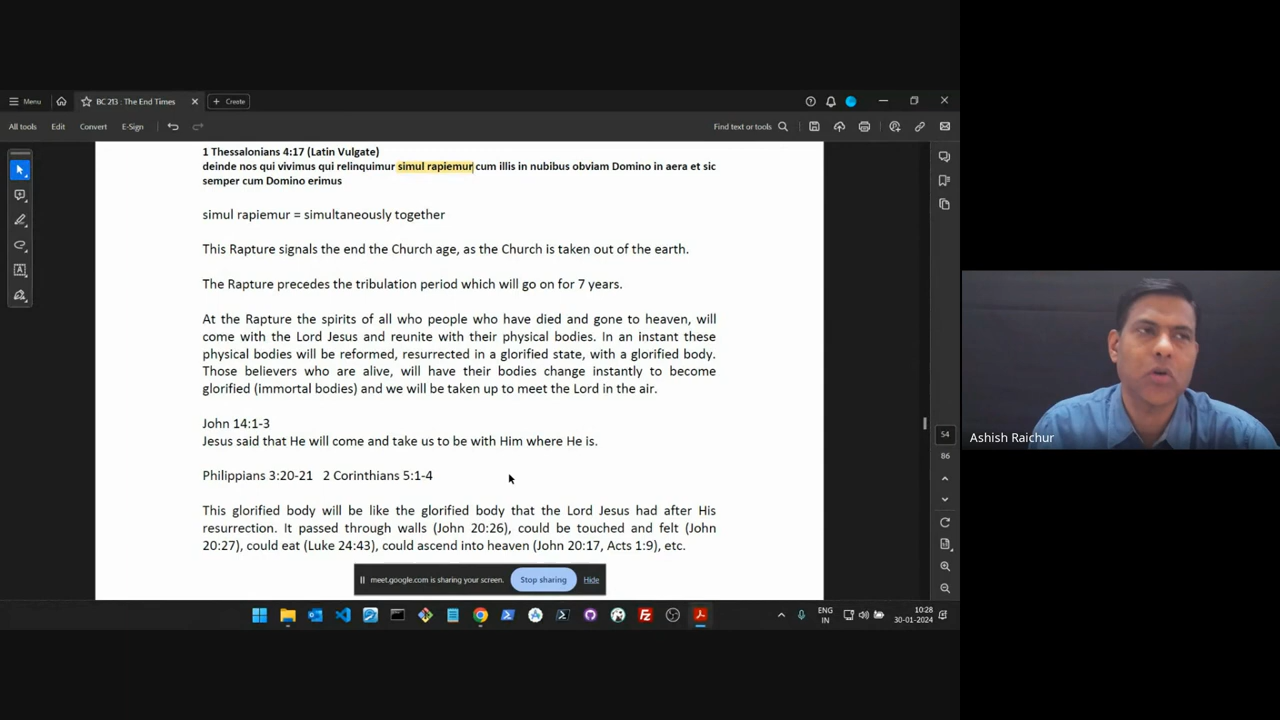 Menu
BC 213 : The End Times
Create
All tools
Edit
Convert
E-Sign
Find text or tools
1 Thessalonians 4:17 (Latin Vulgate)
deinde nos qui vivimus qui relinquimur simul rapiemur cum illis in nubibus obviam Domino in aera et sic
semper cum Domino erimus
simul rapiemur = simultaneously together
This Rapture signals the end the Church age, as the Church is taken out of the earth.
The Rapture precedes the tribulation period which will go on for 7 years.
At the Rapture the spirits of all who people who have died and gone to heaven, will
come with the Lord Jesus and reunite with their physical bodies. In an instant these
physical bodies will be reformed, resurrected in a glorified state, with a glorified body.
Those believers who are alive, will have their bodies change instantly to become
glorified (immortal bodies) and we will be taken up to meet the Lord in the air.
John 14:1-3
Jesus said that He will come and take us to be with Him where He is.
Philippians 3:20-21 2 Corinthians 5:1-4
This glorified body will be like the glorified body that the Lord Jesus had after His
resurrection. It passed through walls (John 20:26), could be touched and felt (John
20:27), could eat (Luke 24:43), could ascend into heaven (John 20:17, Acts 1:9), etc.
54
86
meet.google.com is sharing your screen.
Stop sharing
Hide
ENG
IN
10:28
30-01-2024
Ashish Raichur